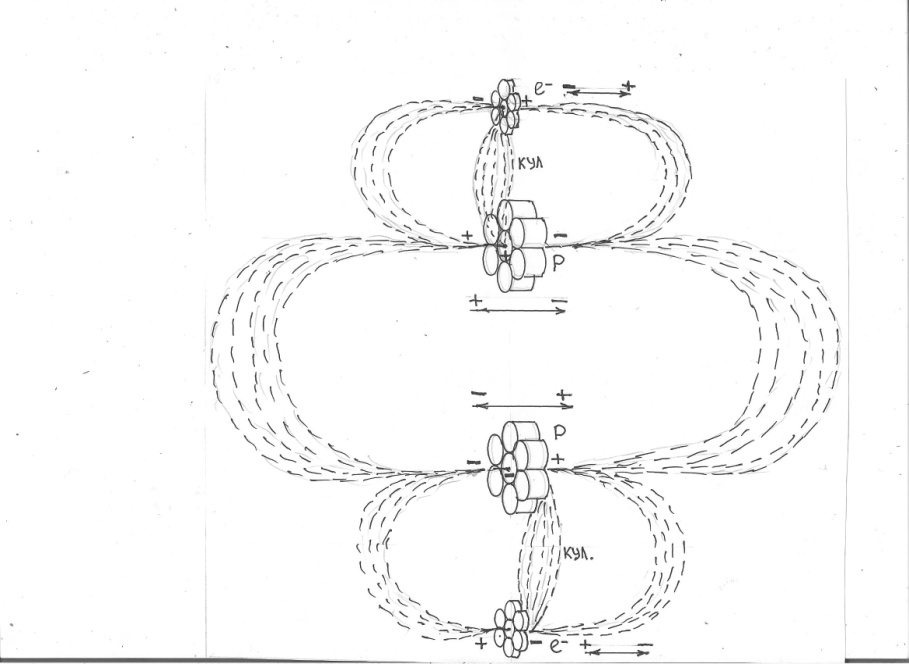 - + e⁻ - +
КУЛ
+ -
+ P
+ -
- +
P
- +
-
КУЛ.
+ - e⁻ + -